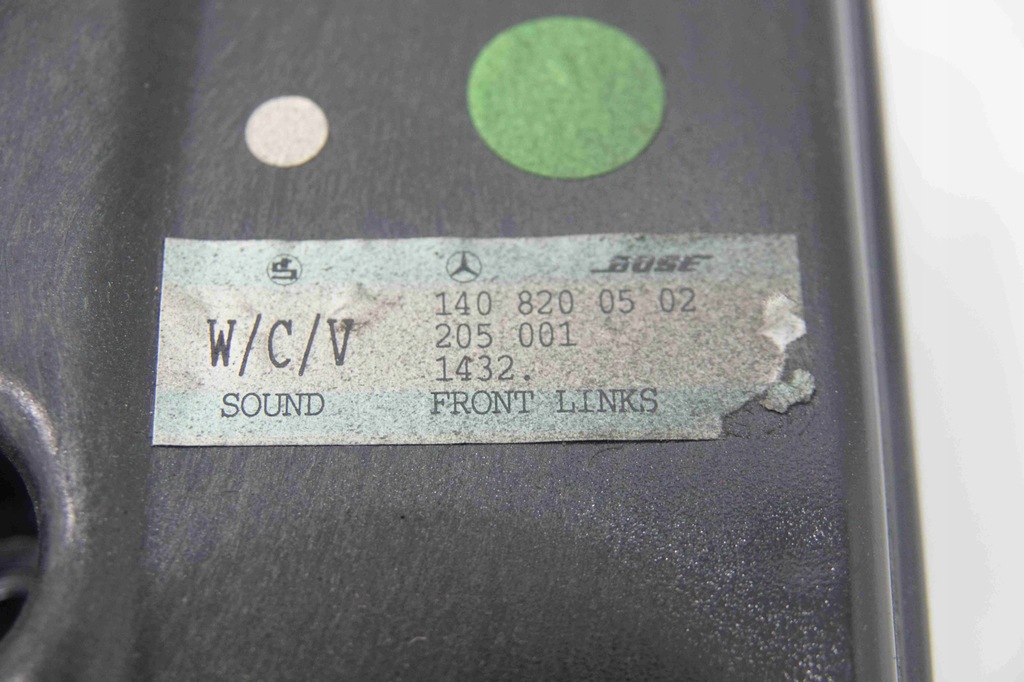 BOSE
140 820 05 02
W/C/V
205 001
1432.
SOUND FRONT LINKS